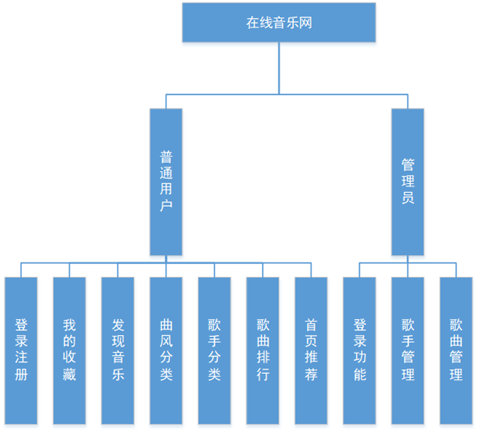 在线音乐网
普通用户
管理员
登录注册
我的收藏
发现音乐
曲风分类
歌手分类
歌曲排行
首页推荐
登录功能
歌手管理
歌曲管理